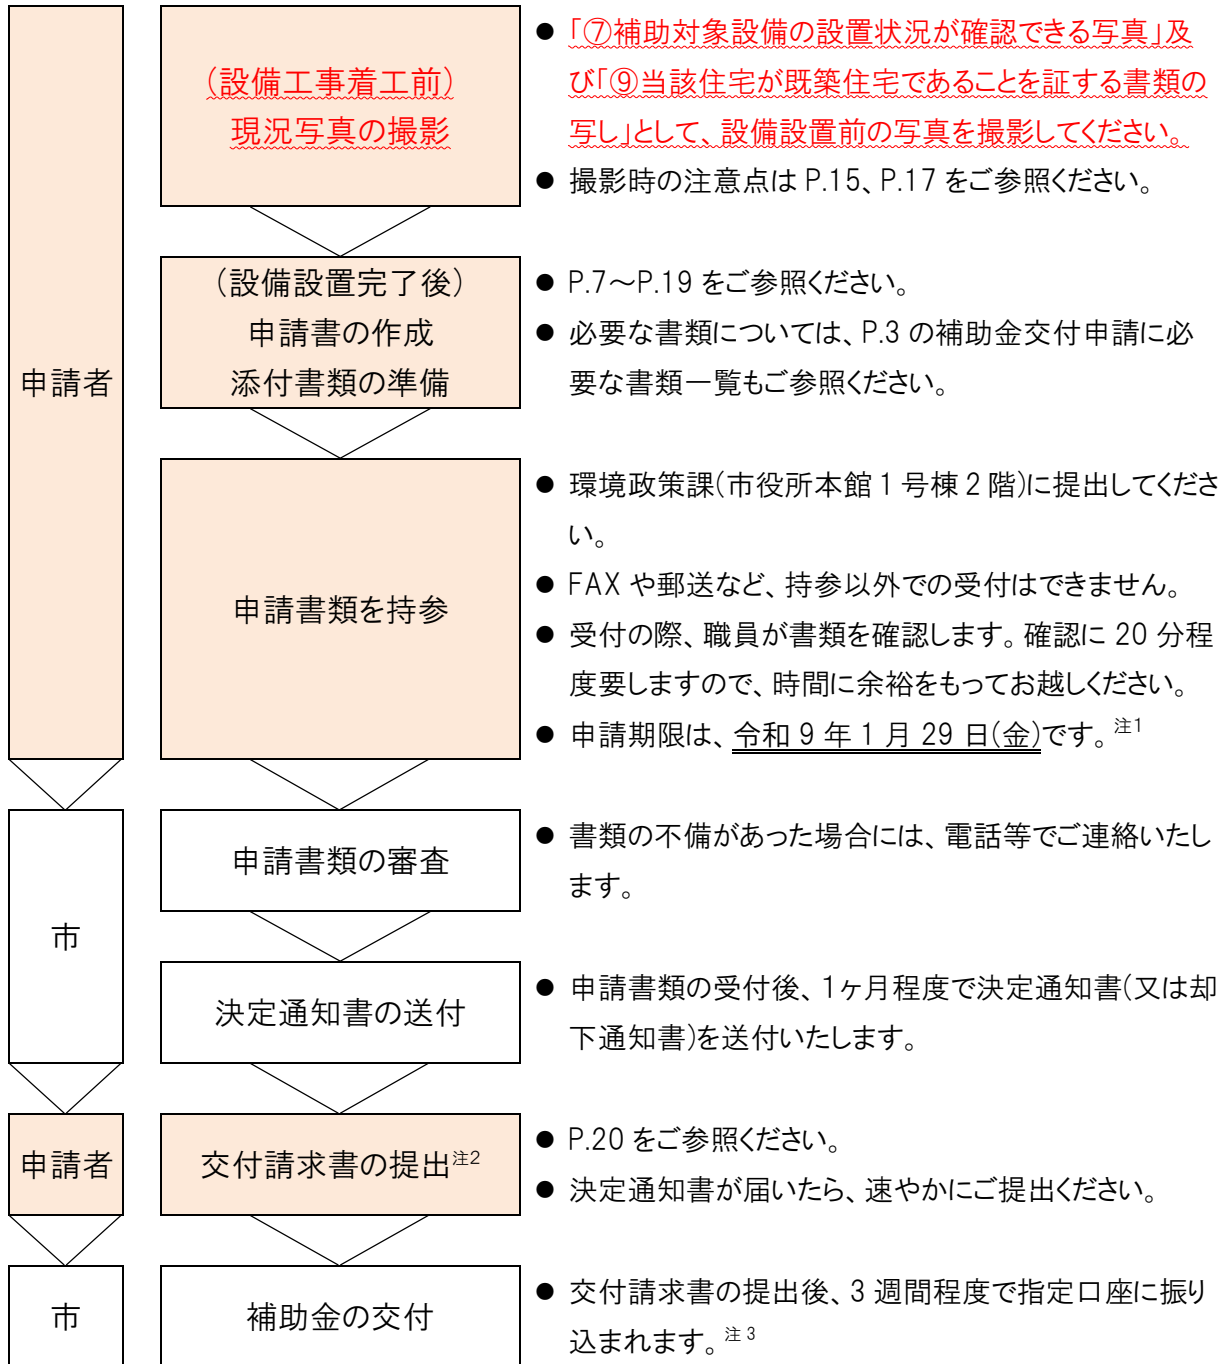 申請者
(設備工事着工前)
現況写真の撮影
●「⑦補助対象設備の設置状況が確認できる写真」及
び「⑨当該住宅が既築住宅であることを証する書類の
写し」として、設備設置前の写真を撮影してください。
● 撮影時の注意点は P.15、P.17 をご参照ください。
(設備設置完了後)
申請書の作成
添付書類の準備
● P.7～P.19 をご参照ください。
● 必要な書類については、P.3 の補助金交付申請に必
要な書類一覧もご参照ください。
申請書類を持参
● 環境政策課(市役所本館 1 号棟 2 階)に提出してくださ
い。
● FAX や郵送など、持参以外での受付はできません。
● 受付の際、職員が書類を確認します。確認に 20 分程
度要しますので、時間に余裕をもってお越しください。
● 申請期限は、令和 9 年 1 月 29 日(金)です。注1
市
申請書類の審査
● 書類の不備があった場合には、電話等でご連絡いたし
ます。
決定通知書の送付
● 申請書類の受付後、1ヶ月程度で決定通知書(又は却
下通知書)を送付いたします。
申請者
交付請求書の提出注2
● P.20 をご参照ください。
● 決定通知書が届いたら、速やかにご提出ください。
市
補助金の交付
● 交付請求書の提出後、3 週間程度で指定口座に振り
込まれます。注 3